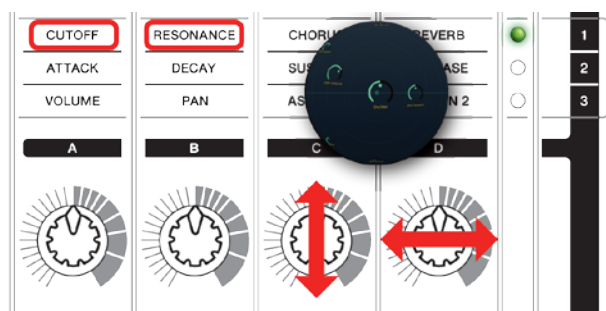 CUTOFF RESONANCE CHORUS REVERB 1
ATTACK DECAY 2
VOLUME PAN 3
A B C D